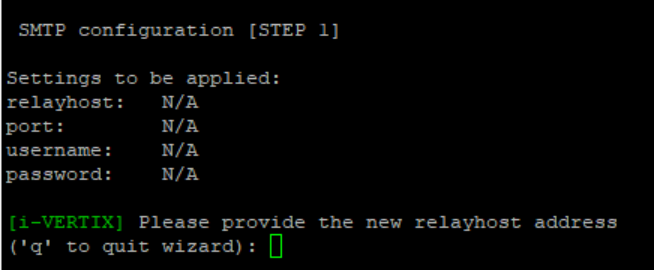 SMTP configuration [STEP 1]
Settings to be applied:
relayhost: N/A
port: N/A
username: N/A
password: N/A
[i-VERTIX] Please provide the new relayhost address
('q' to quit wizard):